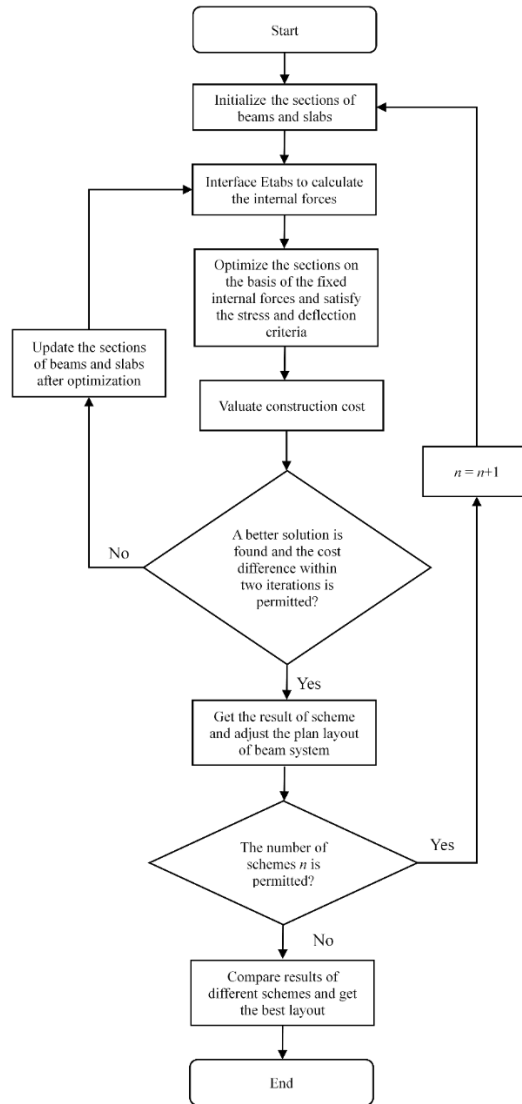 Start
Initialize the sections of
beams and slabs
Interface Etabs to calculate
the internal forces
Optimize the sections on
the basis of the fixed
internal forces and satisfy
the stress and deflection
criteria
Update the sections
of beams and slabs
after optimization
Valuate construction cost
n = n+1
No
A better solution is
found and the cost
difference within
two iterations is
permitted?
Yes
Get the result of scheme
and adjust the plan layout
of beam system
The number of
schemes n is
permitted?
Yes
No
Compare results of
different schemes and get
the best layout
End